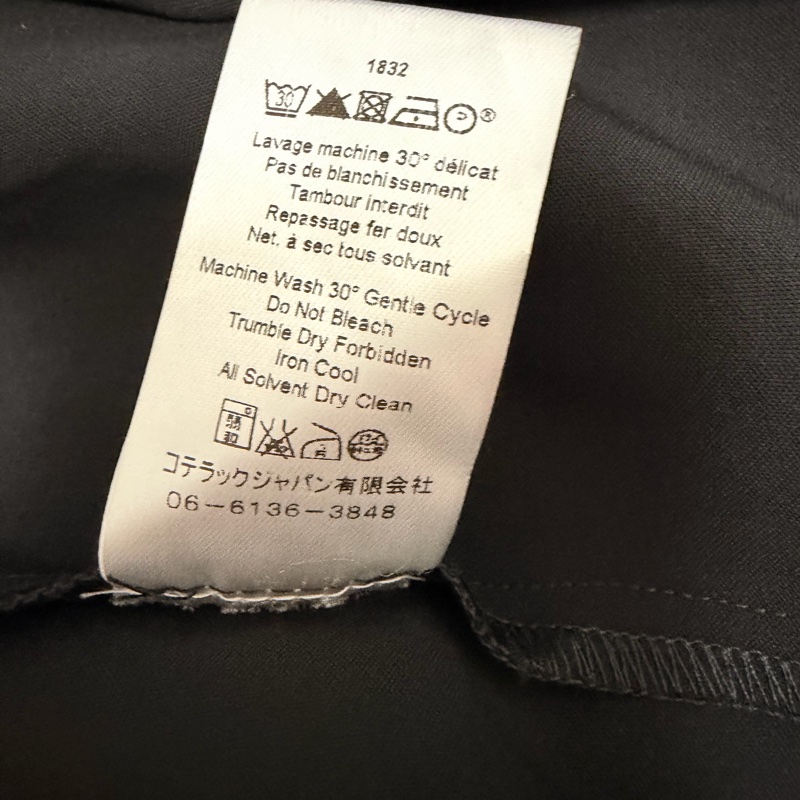 1832
30
P ®
Lavage machine 30° délicat
Pas de blanchissement
Tambour interdit
Repassage fer doux
Net. à sec tous solvant
Machine Wash 30° Gentle Cycle
Do Not Bleach
Trumble Dry Forbidden
Iron Cool
All Solvent Dry Clean
コテラックジャパン有限会社
06-6136-3848